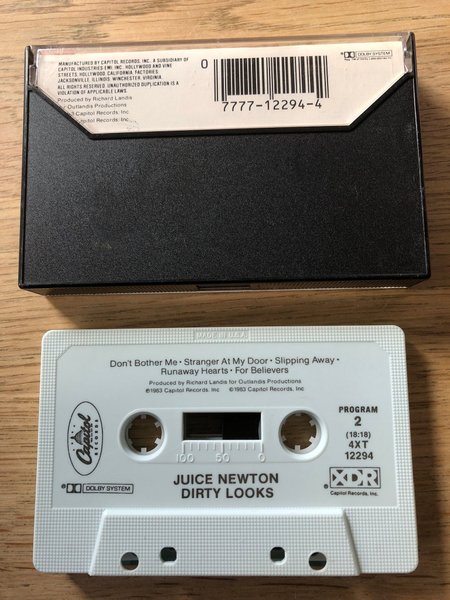 MANUFACTURED BY CAPITOL RECORDS, INC., A SUBSIDIARY OF
CAPITOL INDUSTRIES EMI, INC. HOLLYWOOD AND VINE
STREETS, HOLLYWOOD, CALIFORNIA. FACTORIES:
JACKSONVILLE, ILLINOIS; WINCHESTER, VIRGINIA.
ALL RIGHTS RESERVED. UNAUTHORIZED DUPLICATION IS A
VIOLATION OF APPLICABLE LAWS.
Produced by Richard Landis
Outlandis Productions
Capitol Records, Inc.
0
7777-12294-4
DOLBY SYSTEM
MADE IN U.S.A.
Don't Bother Me • Stranger At My Door • Slipping Away •
Runaway Hearts • For Believers
Produced by Richard Landis for Outlandis Productions
℗1983 Capitol Records, Inc. ©1983 Capitol Records, Inc.
Capitol
RECORDS
DOLBY SYSTEM
100 50 0
PROGRAM
2
(18:18)
4XT
12294
XDR
Capitol Records, Inc.
JUICE NEWTON
DIRTY LOOKS